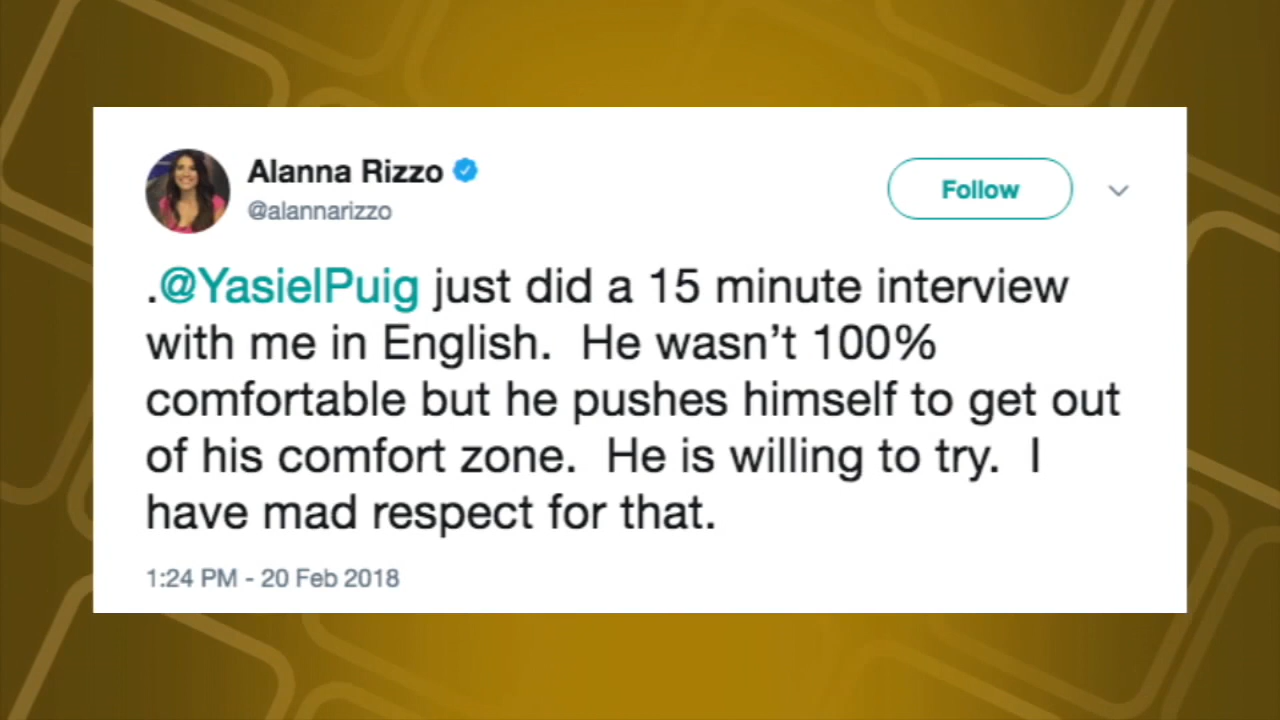 Alanna Rizzo
@alannarizzo
Follow
.@YasielPuig just did a 15 minute interview
with me in English.  He wasn’t 100%
comfortable but he pushes himself to get out
of his comfort zone.  He is willing to try.  I
have mad respect for that.
1:24 PM - 20 Feb 2018